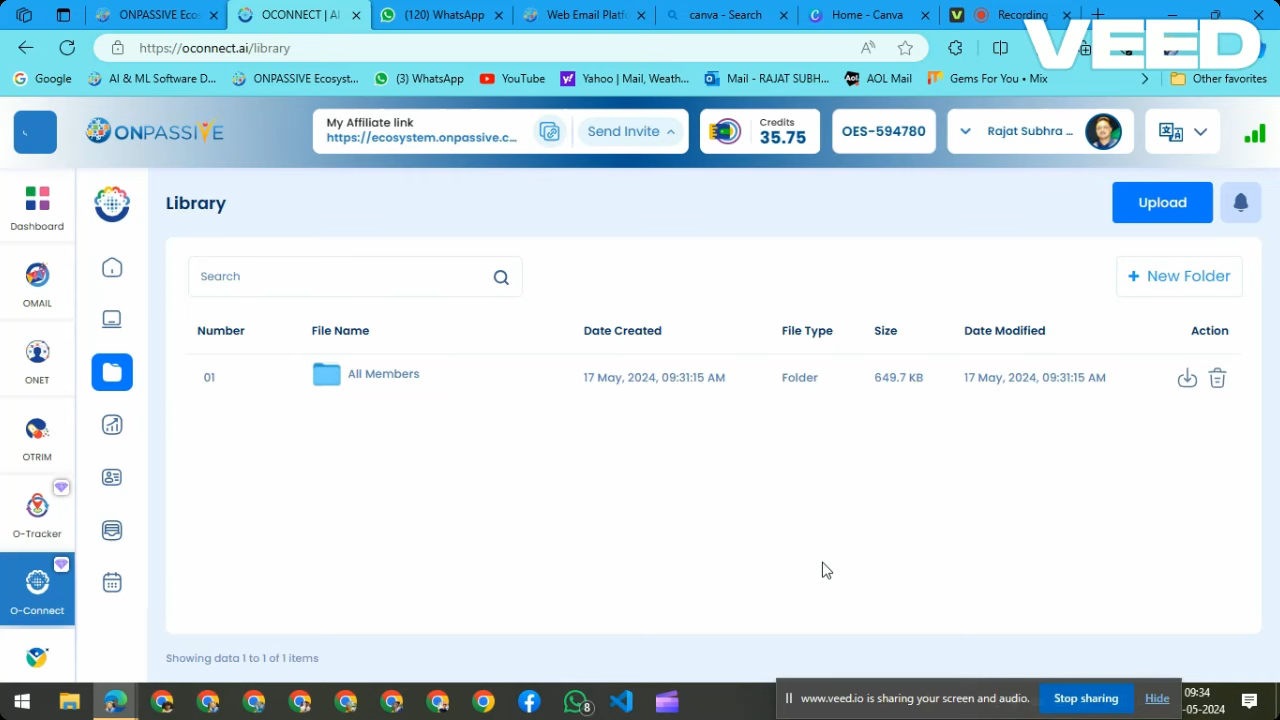 ONPASSIVE Ecos
OCONNECT | AI
(120) WhatsApp
Web Email Platf
canva - Search
Home - Canva
Recording
VEED
https://oconnect.ai/library
Google
AI & ML Software D...
ONPASSIVE Ecosyst...
(3) WhatsApp
YouTube
Yahoo | Mail, Weath...
Mail - RAJAT SUBH...
AOL Mail
Gems For You • Mix
Other favorites
ONPASSIVE
My Affiliate link
https://ecosystem.onpassive.c...
Send Invite
Credits
35.75
OES-594780
Rajat Subhra ...
Library
Upload
Search
+ New Folder
Number File Name Date Created File Type Size Date Modified Action
01 All Members 17 May, 2024, 09:31:15 AM Folder 649.7 KB 17 May, 2024, 09:31:15 AM
Dashboard
OMAIL
ONET
OTRIM
O-Tracker
O-Connect
Showing data 1 to 1 of 1 items
www.veed.io is sharing your screen and audio.
Stop sharing
Hide
8
09:34
-05-2024